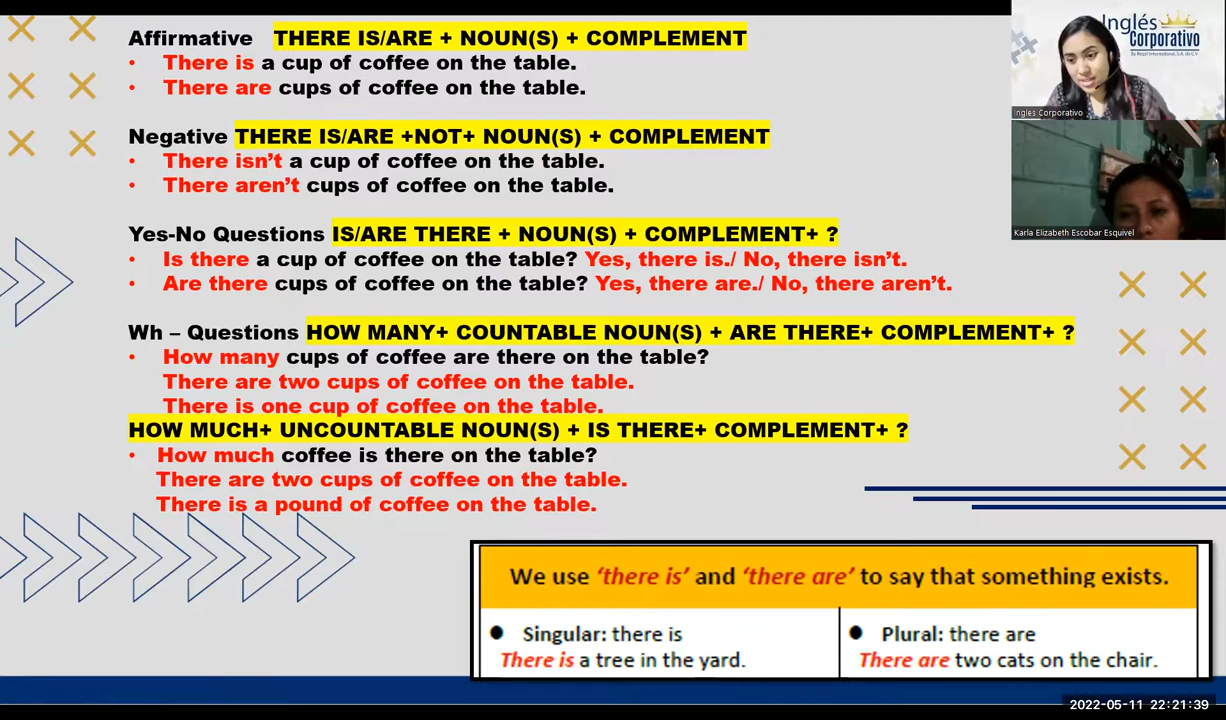 Affirmative THERE IS/ARE + NOUN(S) + COMPLEMENT
• There is a cup of coffee on the table.
• There are cups of coffee on the table.
Negative THERE IS/ARE +NOT+ NOUN(S) + COMPLEMENT
• There isn't a cup of coffee on the table.
• There aren't cups of coffee on the table.
Yes-No Questions IS/ARE THERE + NOUN(S) + COMPLEMENT+ ?
• Is there a cup of coffee on the table? Yes, there is./ No, there isn't.
• Are there cups of coffee on the table? Yes, there are./ No, there aren't.
Wh – Questions HOW MANY+ COUNTABLE NOUN(S) + ARE THERE+ COMPLEMENT+ ?
• How many cups of coffee are there on the table?
There are two cups of coffee on the table.
There is one cup of coffee on the table.
HOW MUCH+ UNCOUNTABLE NOUN(S) + IS THERE+ COMPLEMENT+ ?
• How much coffee is there on the table?
There are two cups of coffee on the table.
There is a pound of coffee on the table.
We use 'there is' and 'there are' to say that something exists.
• Singular: there is
There is a tree in the yard.
• Plural: there are
There are two cats on the chair.
Inglés
Corporativo
By Regal International, S.A. de C.V.
Ingles Corporativo
Karla Elizabeth Escobar Esquivel
2022-05-11 22:21:39